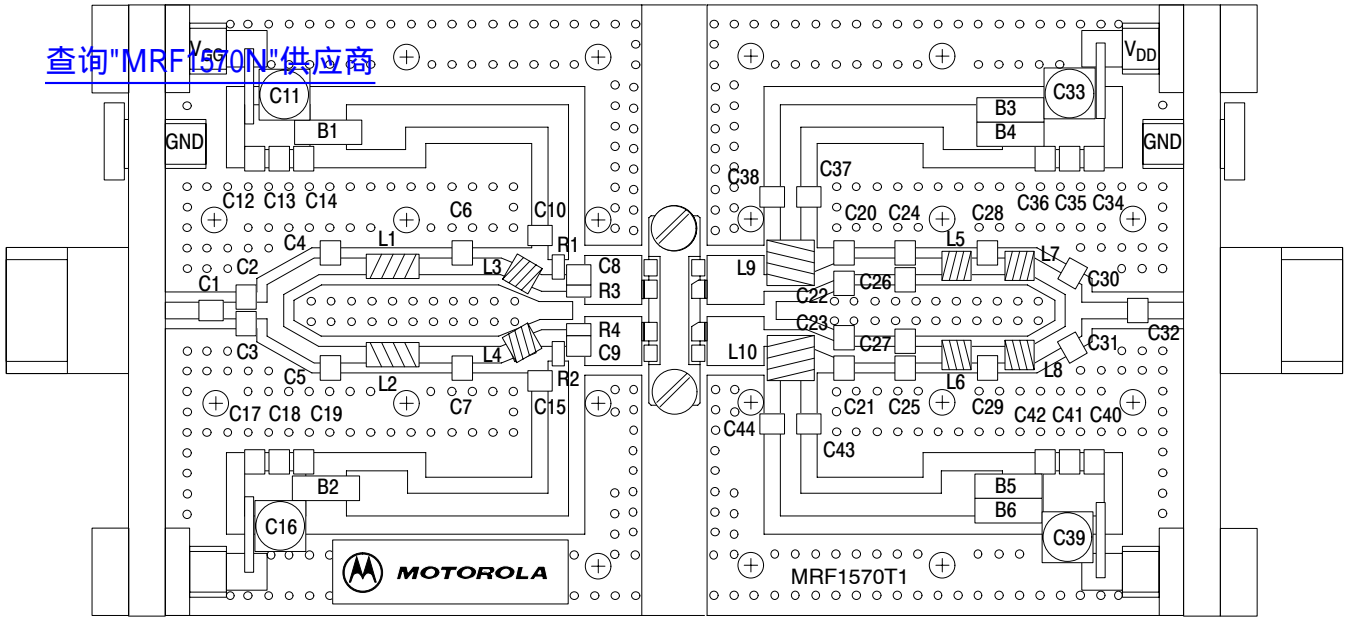 V_GG
查询"MRF1570N"供应商
V_DD
C11
B1
GND
C33
B3
B4
GND
C12 C13 C14
C6
C10
C38
C37
C20 C24 C28
C36 C35 C34
C4
L1
R1
L5
L7
C1
C2
L3
C8
R3
L9
C22
C26
C30
C3
L4
R4
C9
L10
C23
C27
C31
C32
C5
L2
R2
L6
L8
C17 C18 C19
C7
C15
C44
C43
C21 C25 C29
C42 C41 C40
B2
C16
B5
B6
C39
MOTOROLA
MRF1570T1